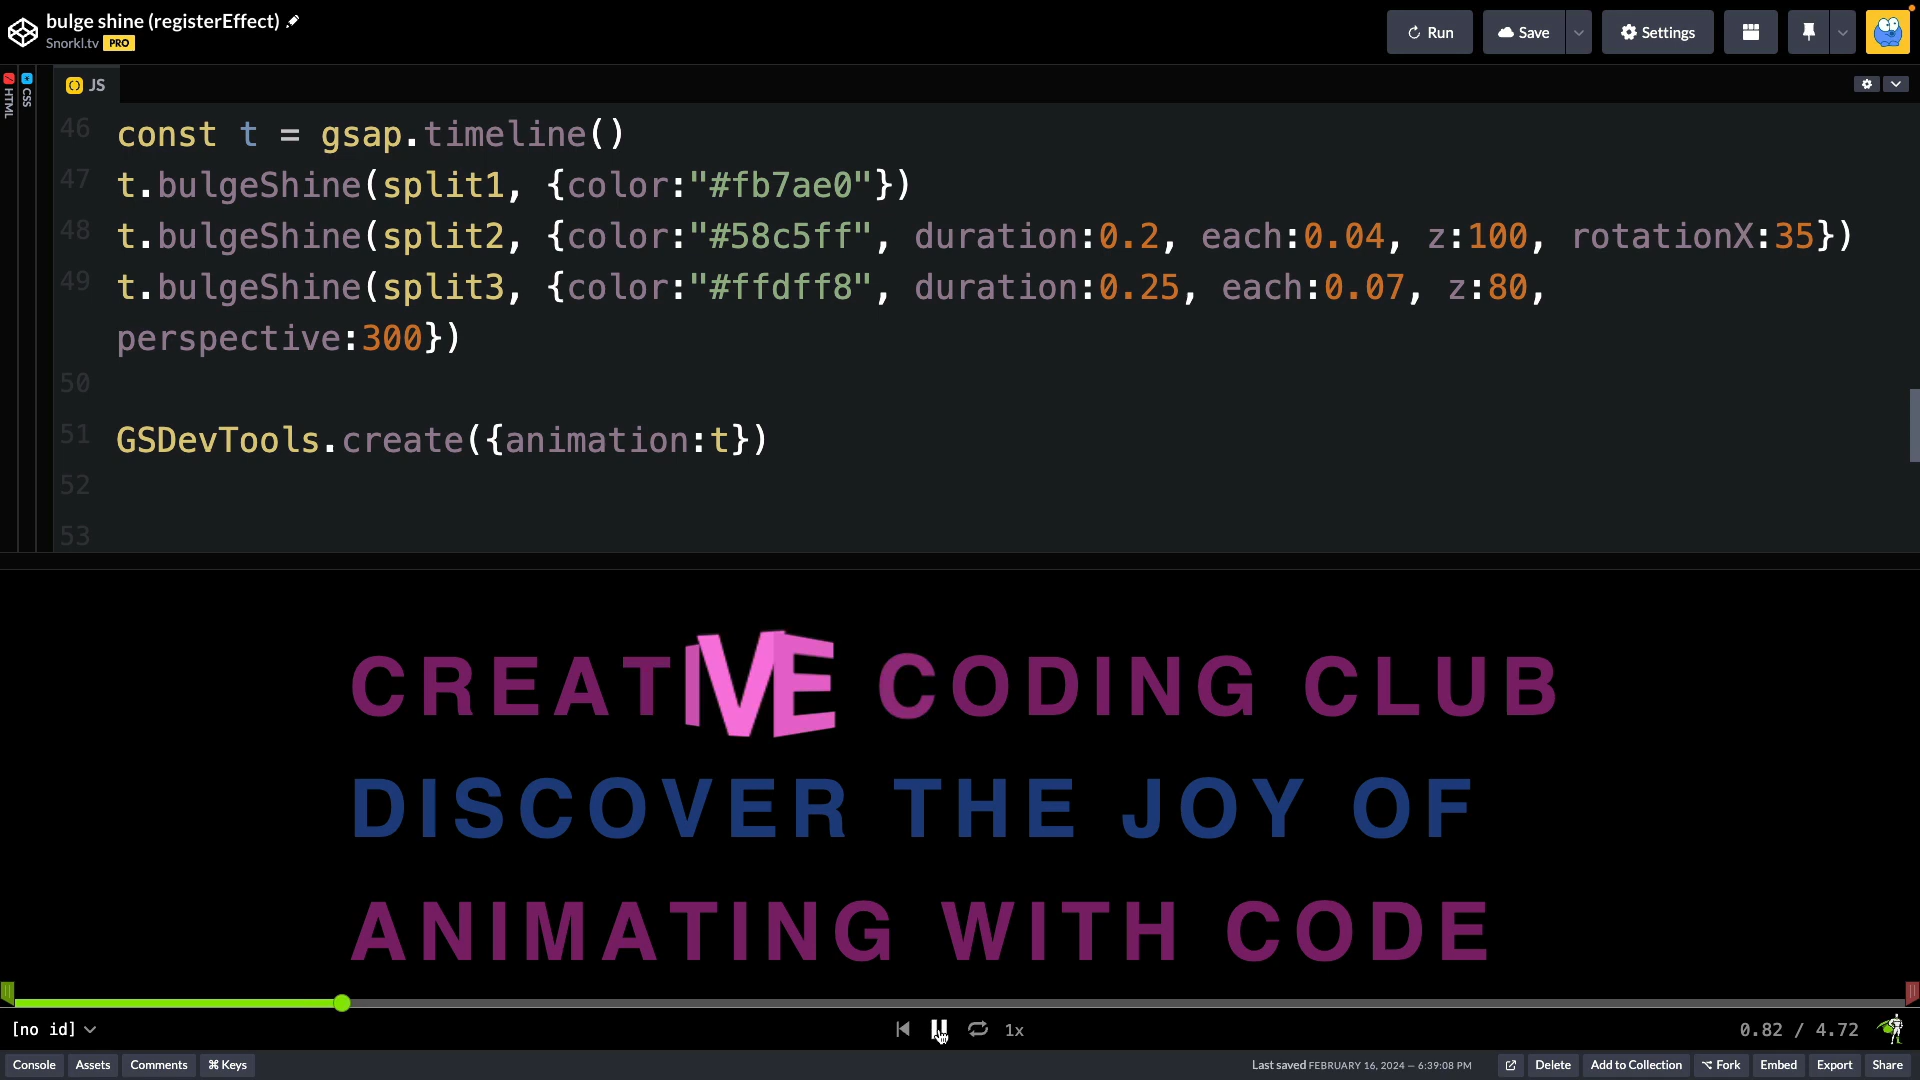 bulge shine (registerEffect)
Snorkl.tv PRO
Run
Save
Settings
HTML
CSS
JS
46 const t = gsap.timeline()
47 t.bulgeShine(split1, {color:"#fb7ae0"})
48 t.bulgeShine(split2, {color:"#58c5ff", duration:0.2, each:0.04, z:100, rotationX:35})
49 t.bulgeShine(split3, {color:"#ffdff8", duration:0.25, each:0.07, z:80,
perspective:300})
50
51 GSDevTools.create({animation:t})
52
53
CREATIVE CODING CLUB
DISCOVER THE JOY OF
ANIMATING WITH CODE
[no id] 1x 0.82 / 4.72
Console Assets Comments ⌘ Keys Last saved FEBRUARY 16, 2024 — 6:39:08 PM Delete Add to Collection ⌥ Fork Embed Export Share